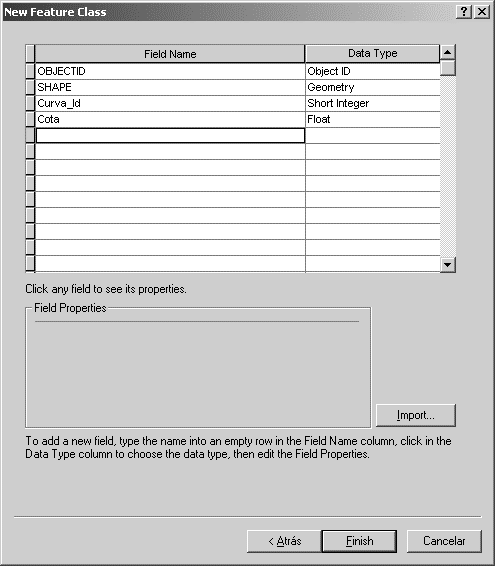 New Feature Class
Field Name Data Type
OBJECTID Object ID
SHAPE Geometry
Curva_Id Short Integer
Cota Float
Click any field to see its properties.
Field Properties
Import...
To add a new field, type the name into an empty row in the Field Name column, click in the
Data Type column to choose the data type, then edit the Field Properties.
< Atrás Finish Cancelar